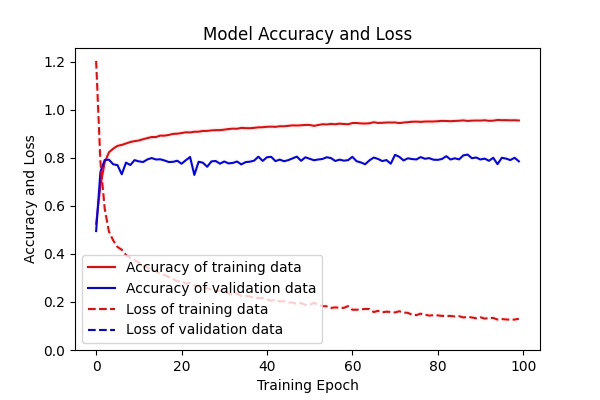 Model Accuracy and Loss
1.2
1.0
0.8
0.6
0.4
0.2
0.0
Accuracy and Loss
Accuracy of training data
Accuracy of validation data
Loss of training data
Loss of validation data
0 20 40 60 80 100
Training Epoch